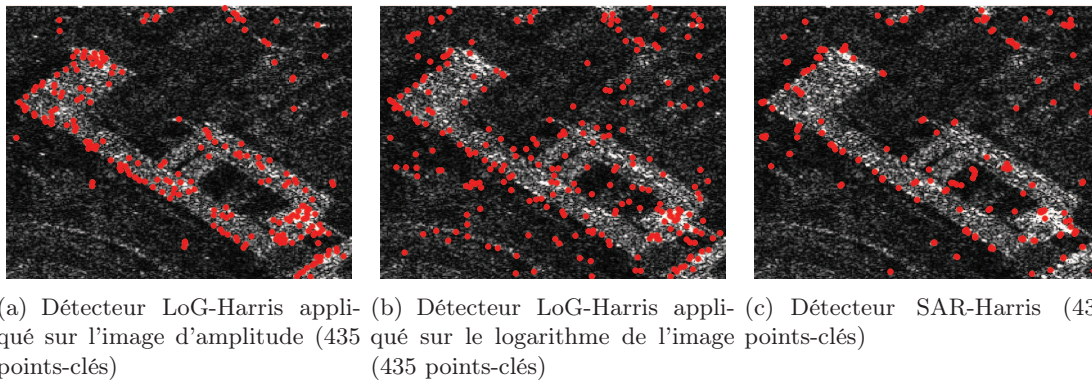 (a) Détecteur LoG-Harris appli-
qué sur l'image d'amplitude (435
points-clés)
(b) Détecteur LoG-Harris appli-
qué sur le logarithme de l'image
(435 points-clés)
(c) Détecteur SAR-Harris
points-clés)